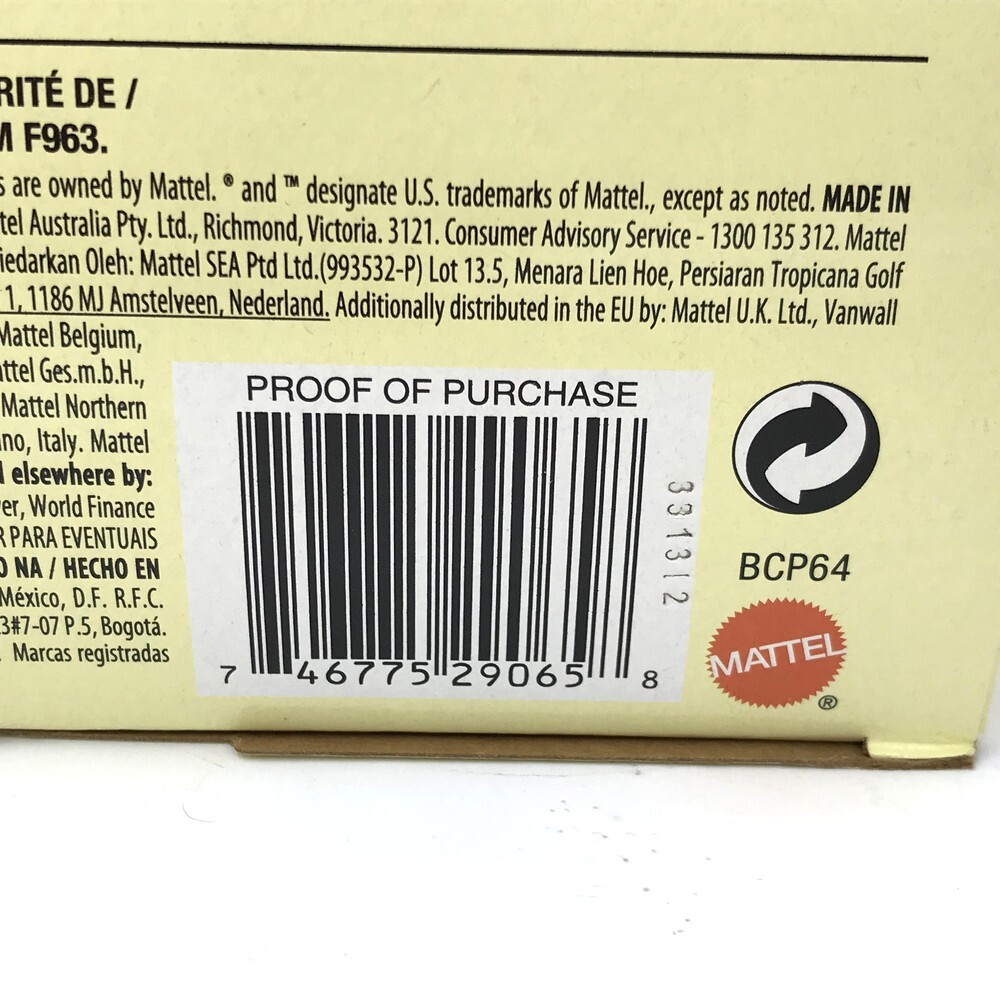 RITÉ DE /
M F963.
s are owned by Mattel. ® and ™ designate U.S. trademarks of Mattel., except as noted. MADE IN
tel Australia Pty. Ltd., Richmond, Victoria. 3121. Consumer Advisory Service - 1300 135 312. Mattel
iedarkan Oleh: Mattel SEA Ptd Ltd.(993532-P) Lot 13.5, Menara Lien Hoe, Persiaran Tropicana Golf
1, 1186 MJ Amstelveen, Nederland. Additionally distributed in the EU by: Mattel U.K. Ltd., Vanwall
Mattel Belgium,
ttel Ges.m.b.H.,
Mattel Northern
no, Italy. Mattel
elsewhere by:
er, World Finance
R PARA EVENTUAIS
O NA / HECHO EN
México, D.F. R.F.C.
3#7-07 P.5, Bogotá.
Marcas registradas
PROOF OF PURCHASE
7 46775 29065 8
331312
BCP64
MATTEL
®